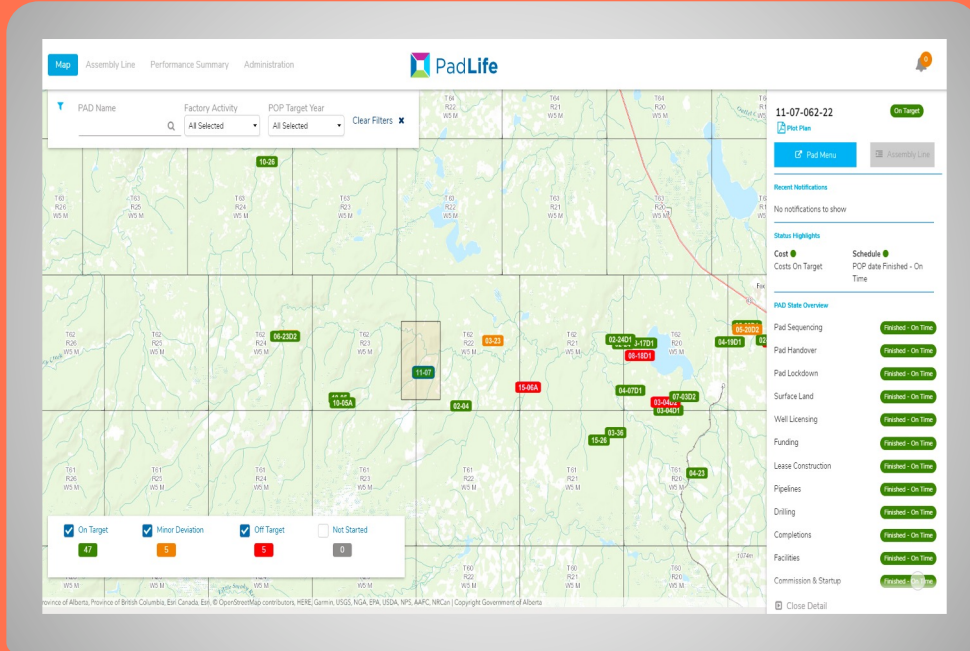 Map Assembly Line Performance Summary Administration
PadLife
0
PAD Name Factory Activity POP Target Year
All Selected All Selected Clear Filters ✖
T64 R22 W5 M
T64 R21 W5 M
T64 R20 W5 M
10-26
T63 R26 W5 M
T63 R25 W5 M
T63 R24 W5 M
T63 R23 W5 M
T63 R22 W5 M
T63 R21 W5 M
T63 R20 W5 M
T62 R26 W5 M
T62 R25 W5 M
T62 R24 W5 M
06-23D2
T62 R23 W5 M
T62 R22 W5 M
03-23
T62 R21 W5 M
02-24D1
3-17D1
08-18D1
T62 R20 W5 M
04-19D1
05-20D2
11-07
15-06A
04-07D1
07-03D2
10-05A
02-04
03-04D1
03-36
15-26
T61 R26 W5 M
T61 R25 W5 M
T61 R24 W5 M
T61 R23 W5 M
T61 R22 W5 M
T61 R21 W5 M
T61 R20 W5 M
04-23
On Target Minor Deviation Off Target Not Started
47 5 5 0
T60 R22 W5 M
T60 R21 W5 M
T60 R20 W5 M
1074m
W5 M W5 M W5 M W5 M
rovince of Alberta, Province of British Columbia, Esri Canada, Esri, © OpenStreetMap contributors, HERE, Garmin, USGS, NGA, EPA, USDA, NPS, AAFC, NRCan | Copyright Government of Alberta
11-07-062-22 On Target
Plot Plan
Pad Menu Assembly Line
Recent Notifications
No notifications to show
Status Highlights
Cost Schedule
Costs On Target POP date Finished - On
Time
PAD State Overview
Pad Sequencing Finished - On Time
Pad Handover Finished - On Time
Pad Lockdown Finished - On Time
Surface Land Finished - On Time
Well Licensing Finished - On Time
Funding Finished - On Time
Lease Construction Finished - On Time
Pipelines Finished - On Time
Drilling Finished - On Time
Completions Finished - On Time
Facilities Finished - On Time
Commission & Startup Finished - On Time
Close Detail